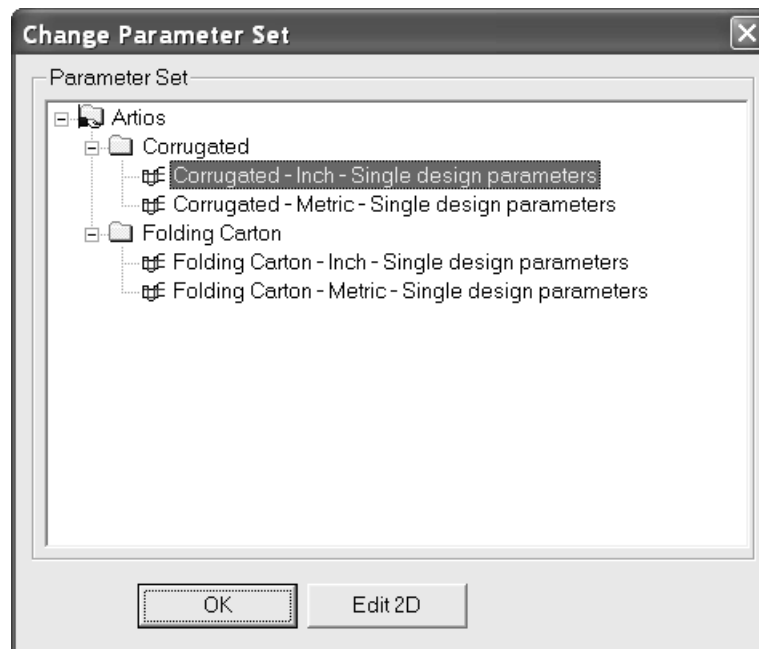 Change Parameter Set
Parameter Set
Artios
Corrugated
Corrugated - Inch - Single design parameters
Corrugated - Metric - Single design parameters
Folding Carton
Folding Carton - Inch - Single design parameters
Folding Carton - Metric - Single design parameters
OK Edit 2D